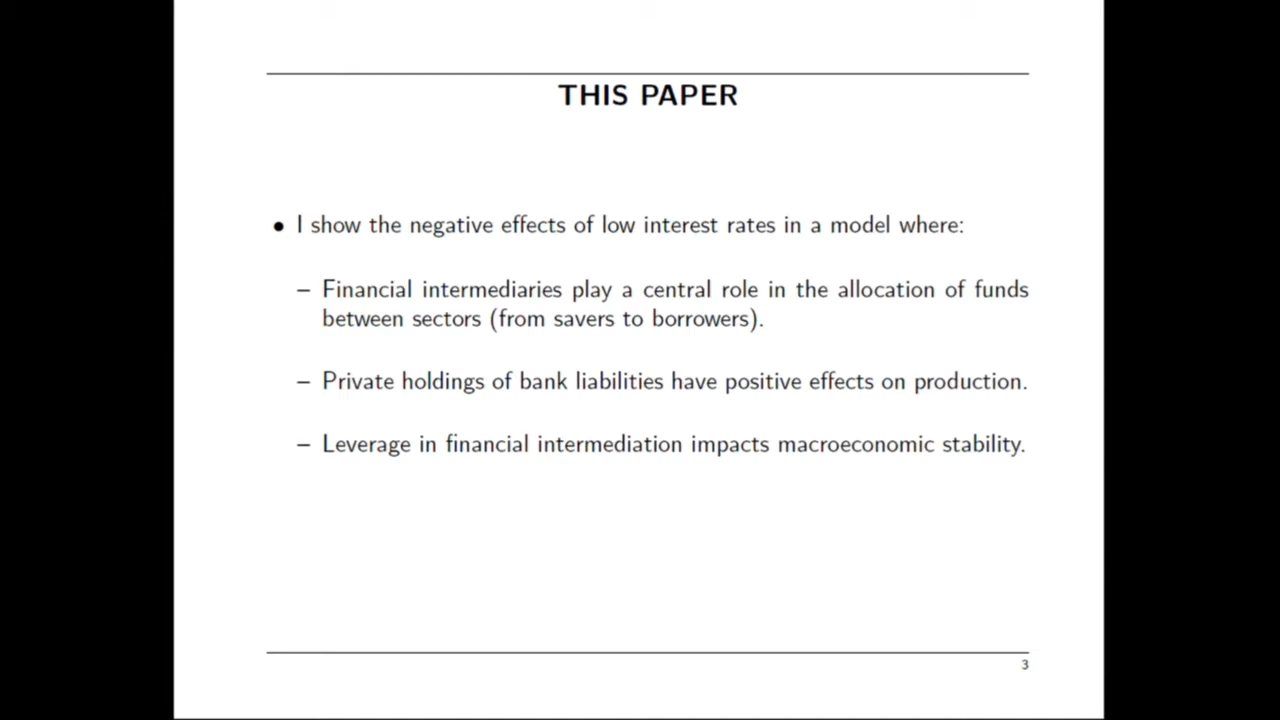 THIS PAPER
• I show the negative effects of low interest rates in a model where:
– Financial intermediaries play a central role in the allocation of funds
between sectors (from savers to borrowers).
– Private holdings of bank liabilities have positive effects on production.
– Leverage in financial intermediation impacts macroeconomic stability.
3